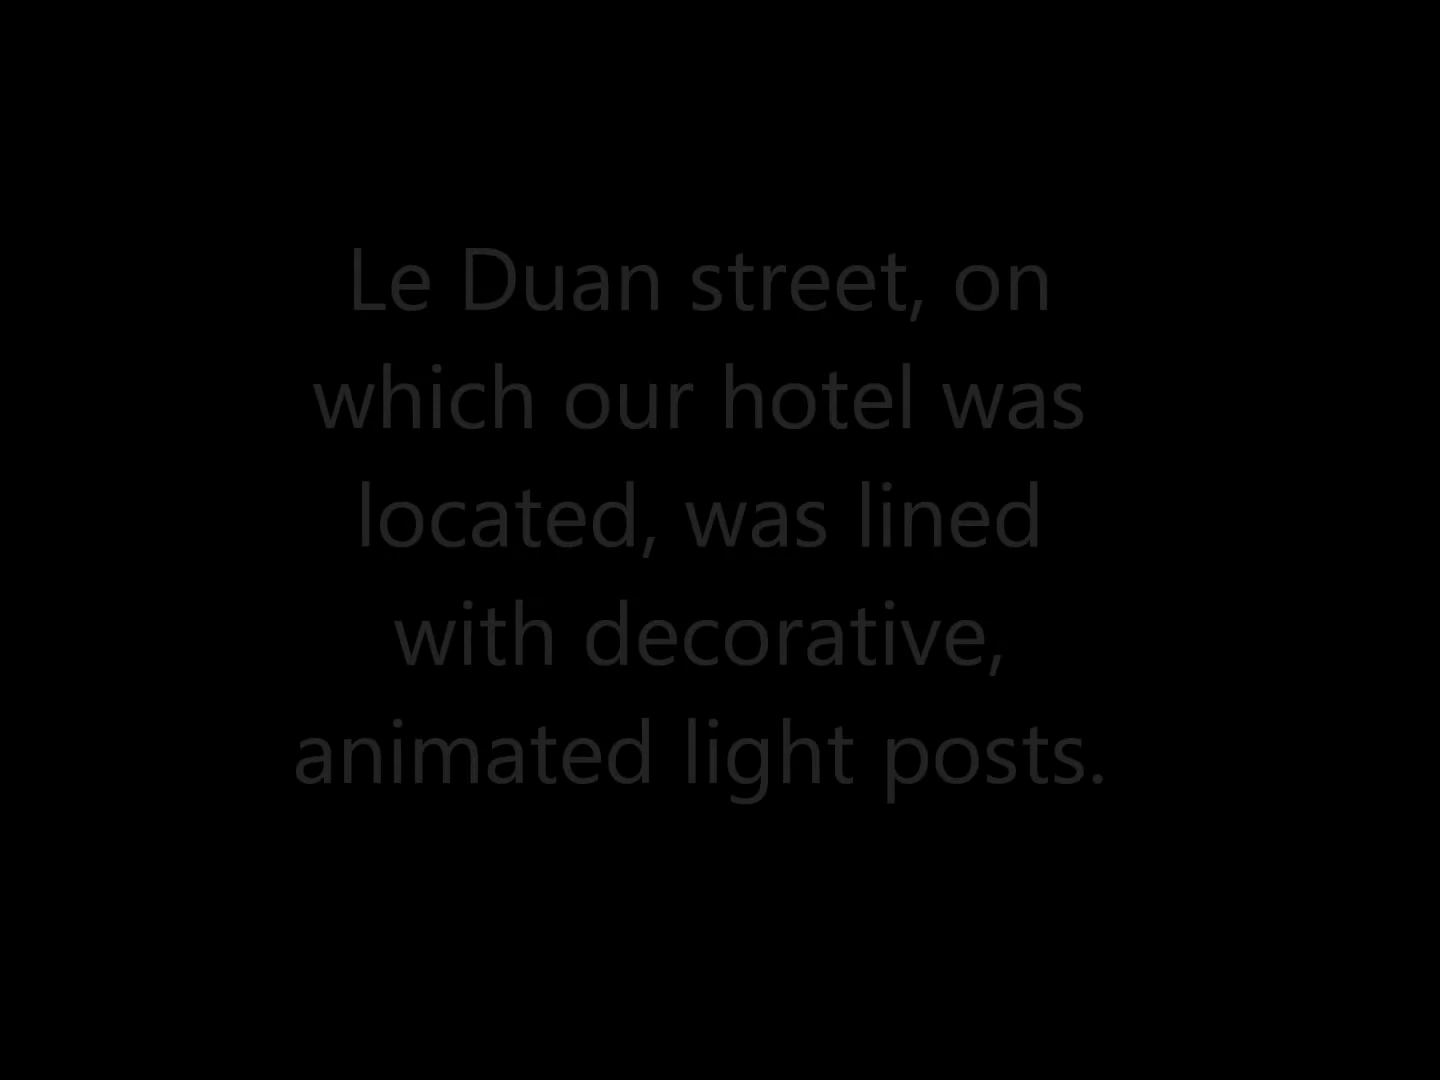 Le Duan street, on
which our hotel was
located, was lined
with decorative,
animated light posts.